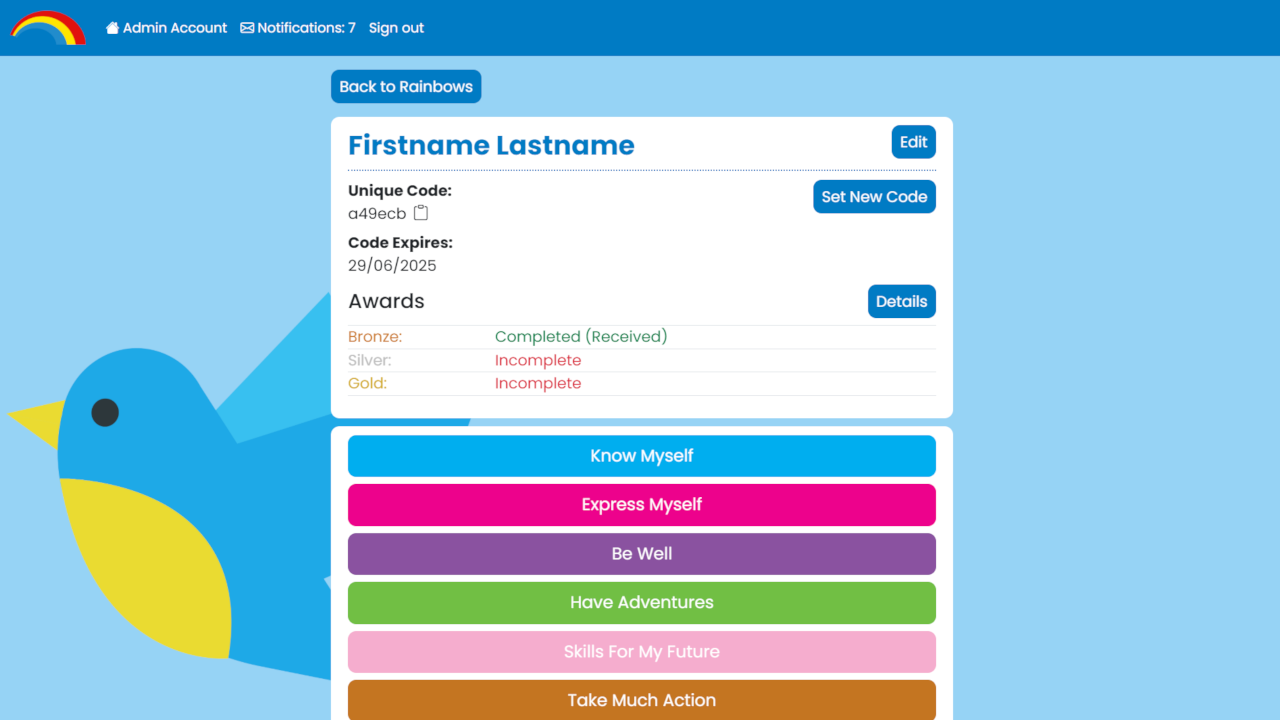 Admin Account Notifications: 7 Sign out
Back to Rainbows
Firstname Lastname Edit
Unique Code: Set New Code
a49ecb
Code Expires:
29/06/2025
Awards Details
Bronze: Completed (Received)
Silver: Incomplete
Gold: Incomplete
Know Myself
Express Myself
Be Well
Have Adventures
Skills For My Future
Take Much Action